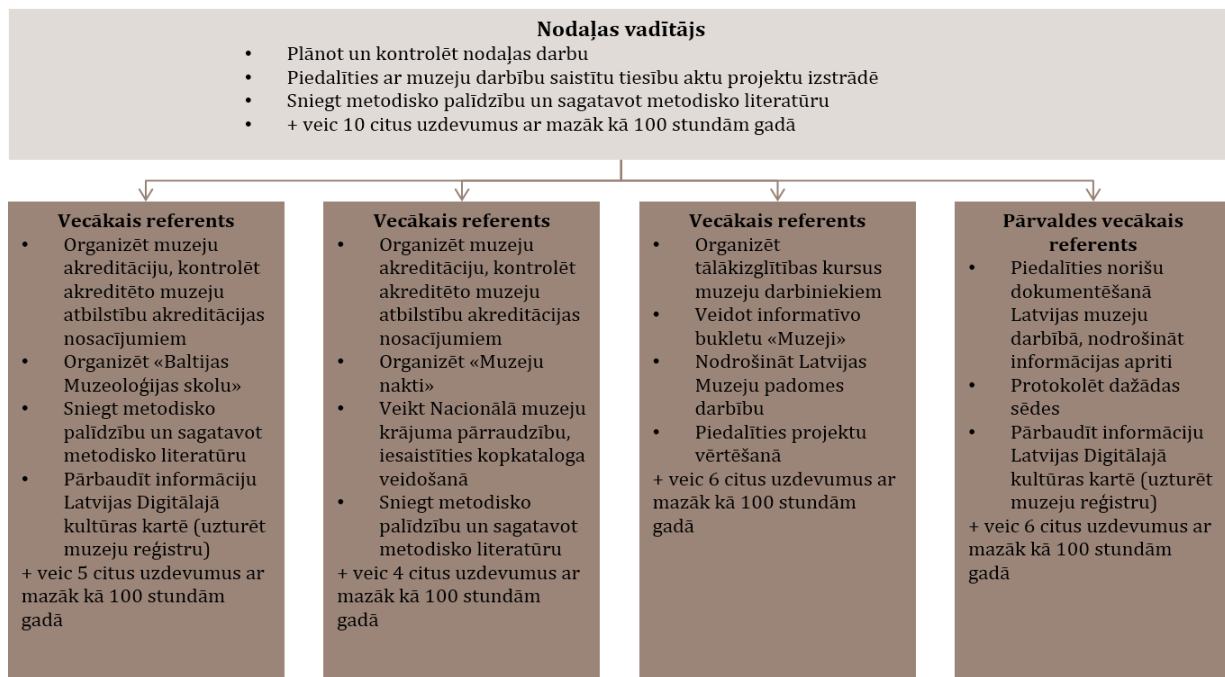 Nodaļas vadītājs
• Plānot un kontrolēt nodaļas darbu
• Piedalīties ar muzeju darbību saistītu tiesību aktu projektu izstrādē
• Sniegt metodisko palīdzību un sagatavot metodisko literatūru
• + veic 10 citus uzdevumus ar mazāk kā 100 stundām gadā
Vecākais referents
• Organizēt muzeju
akreditāciju, kontrolēt
akreditēto muzeju
atbilstību akreditācijas
nosacījumiem
• Organizēt «Baltijas
Muzeoloģijas skolu»
• Sniegt metodisko
palīdzību un sagatavot
metodisko literatūru
• Pārbaudīt informāciju
Latvijas Digitālajā
kultūras kartē (uzturēt
muzeju reģistru)
+ veic 5 citus uzdevumus ar
mazāk kā 100 stundām
gadā
Vecākais referents
• Organizēt muzeju
akreditāciju, kontrolēt
akreditēto muzeju
atbilstību akreditācijas
nosacījumiem
• Organizēt «Muzeju
nakti»
• Veikt Nacionālā muzeju
krājuma pārraudzību,
iesaistīties kopkataloga
veidošanā
• Sniegt metodisko
palīdzību un sagatavot
metodisko literatūru
+ veic 4 citus uzdevumus ar
mazāk kā 100 stundām
gadā
Vecākais referents
• Organizēt
tālākizglītības kursus
muzeju darbiniekiem
• Veidot informatīvo
bukletu «Muzeji»
• Nodrošināt Latvijas
Muzeju padomes
darbību
• Piedalīties projektu
vērtēšanā
+ veic 6 citus uzdevumus ar
mazāk kā 100 stundām
gadā
Pārvaldes vecākais
referents
• Piedalīties norišu
dokumentēšanā
Latvijas muzeju
darbībā, nodrošināt
informācijas apriti
• Protokolēt dažādas
sēdes
• Pārbaudīt informāciju
Latvijas Digitālajā
kultūras kartē (uzturēt
muzeju reģistru)
+ veic 6 citus uzdevumus ar
mazāk kā 100 stundām
gadā